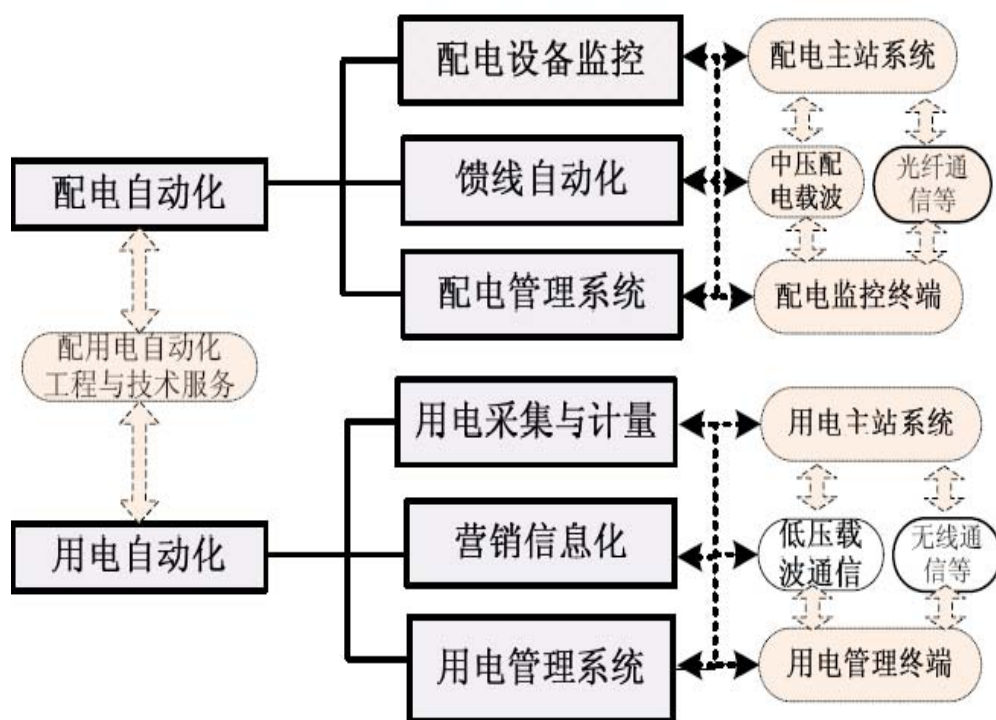 配电设备监控
配电主站系统
馈线自动化
中压配
电载波
光纤通
信等
配电自动化
配电管理系统
配电监控终端
配用电自动化
工程与技术服务
用电采集与计量
用电主站系统
用电自动化
营销信息化
低压载
波通信
无线通
信等
用电管理系统
用电管理终端